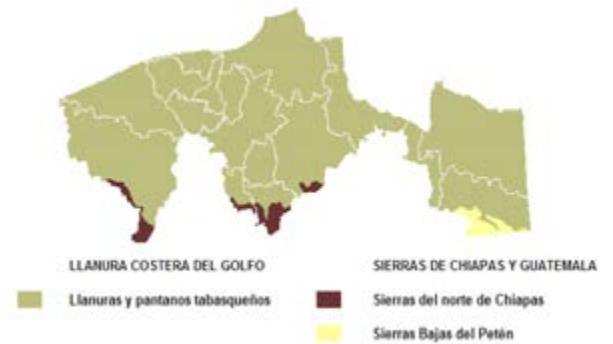 LLANURA COSTERA DEL GOLFO
Llanuras y pantanos tabasqueños
SIERRAS DE CHIAPAS Y GUATEMALA
Sierras del norte de Chiapas
Sierras Bajas del Petén